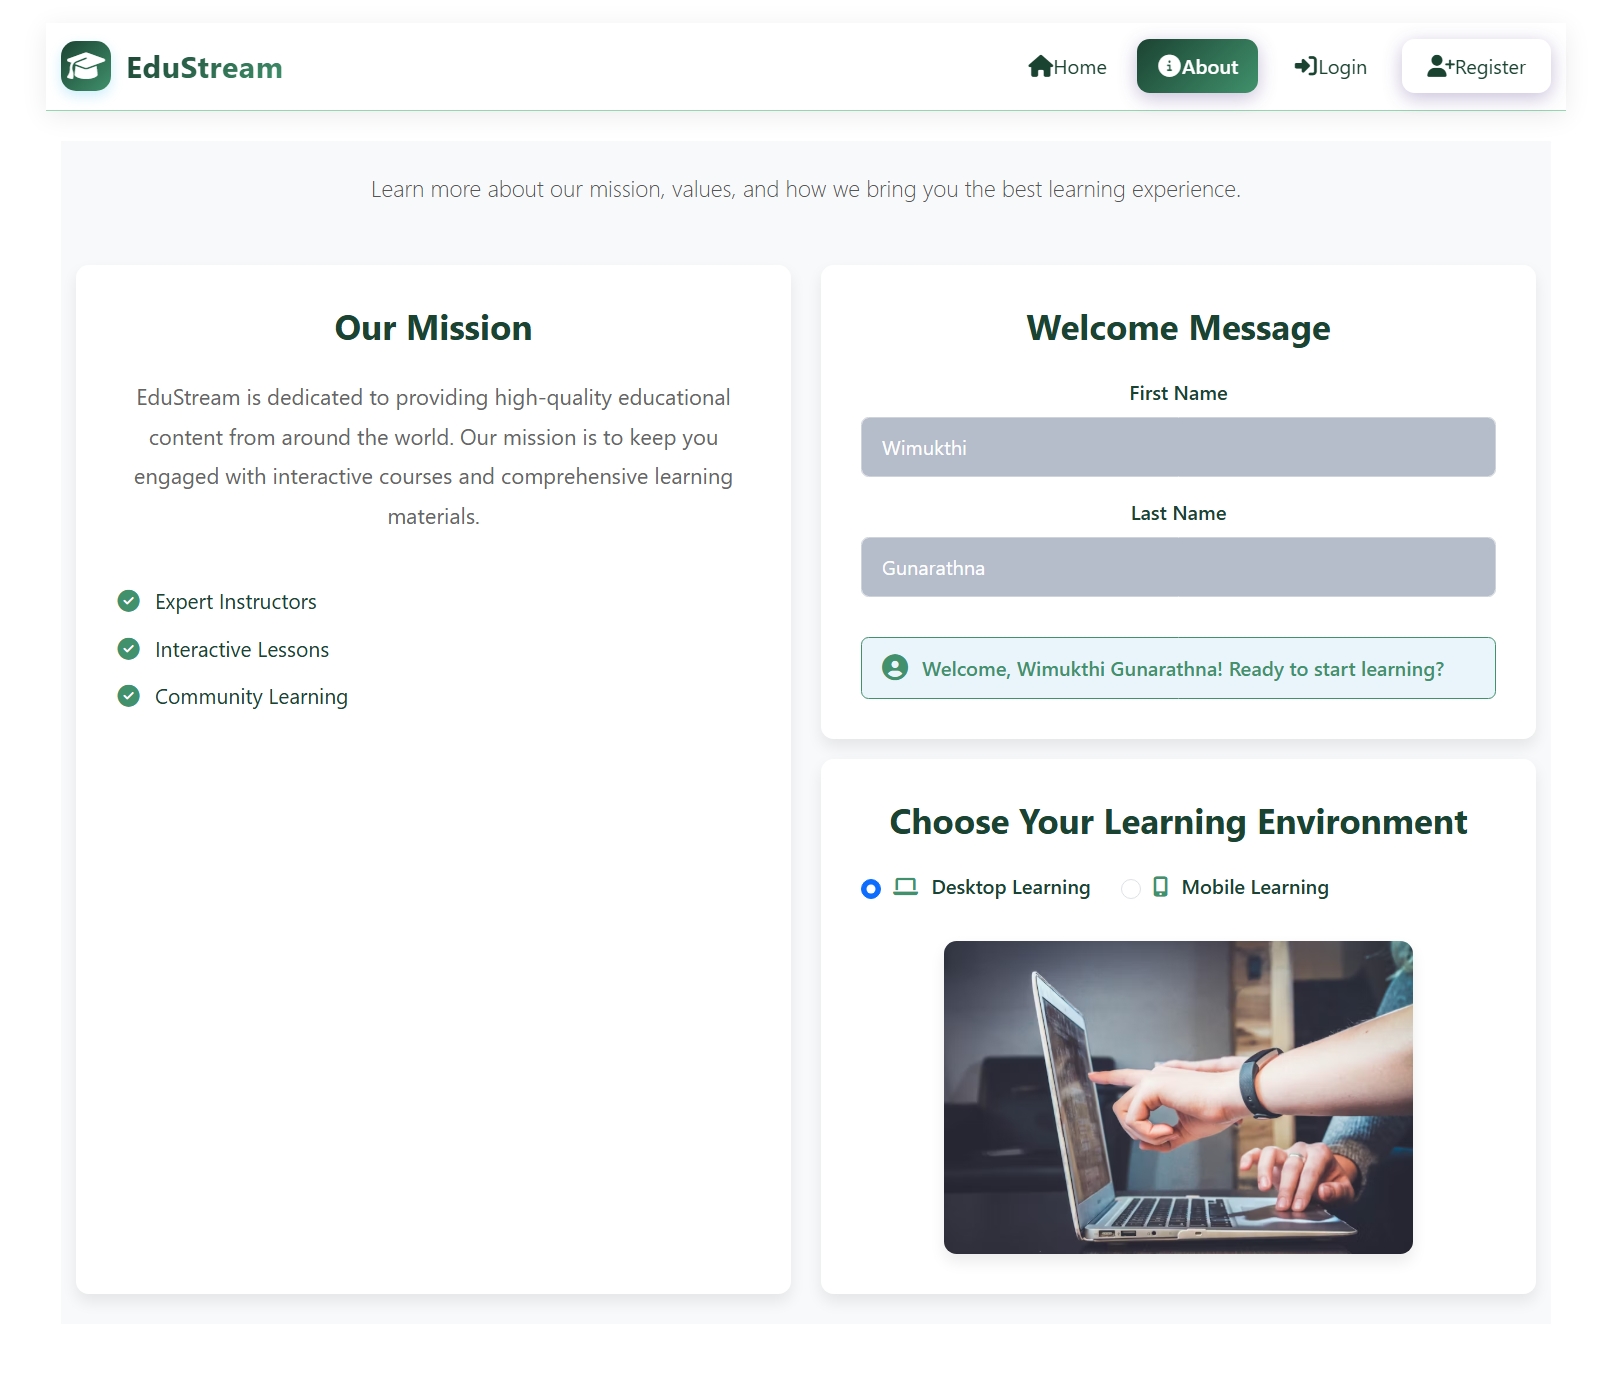 EduStream
Home
About
Login
Register
Learn more about our mission, values, and how we bring you the best learning experience.
Our Mission
EduStream is dedicated to providing high-quality educational
content from around the world. Our mission is to keep you
engaged with interactive courses and comprehensive learning
materials.
Expert Instructors
Interactive Lessons
Community Learning
Welcome Message
First Name
Wimukthi
Last Name
Gunarathna
Welcome, Wimukthi Gunarathna! Ready to start learning?
Choose Your Learning Environment
Desktop Learning
Mobile Learning